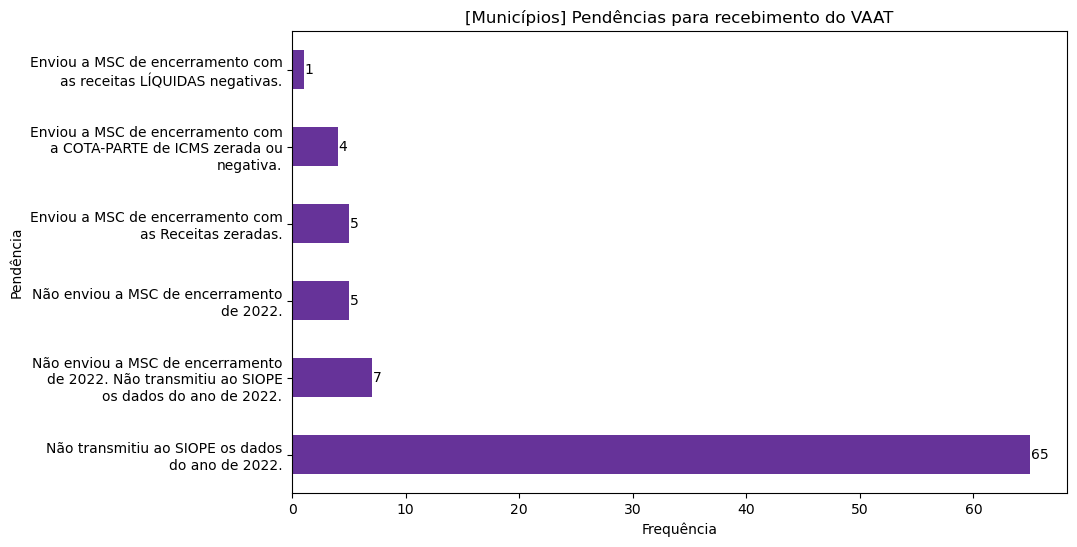 [Municípios] Pendências para recebimento do VAAT
Pendência
Enviou a MSC de encerramento com
as receitas LÍQUIDAS negativas.
1
Enviou a MSC de encerramento com
a COTA-PARTE de ICMS zerada ou
negativa.
4
Enviou a MSC de encerramento com
as Receitas zeradas.
5
Não enviou a MSC de encerramento
de 2022.
5
Não enviou a MSC de encerramento
de 2022. Não transmitiu ao SIOPE
os dados do ano de 2022.
7
Não transmitiu ao SIOPE os dados
do ano de 2022.
65
0 10 20 30 40 50 60
Frequência